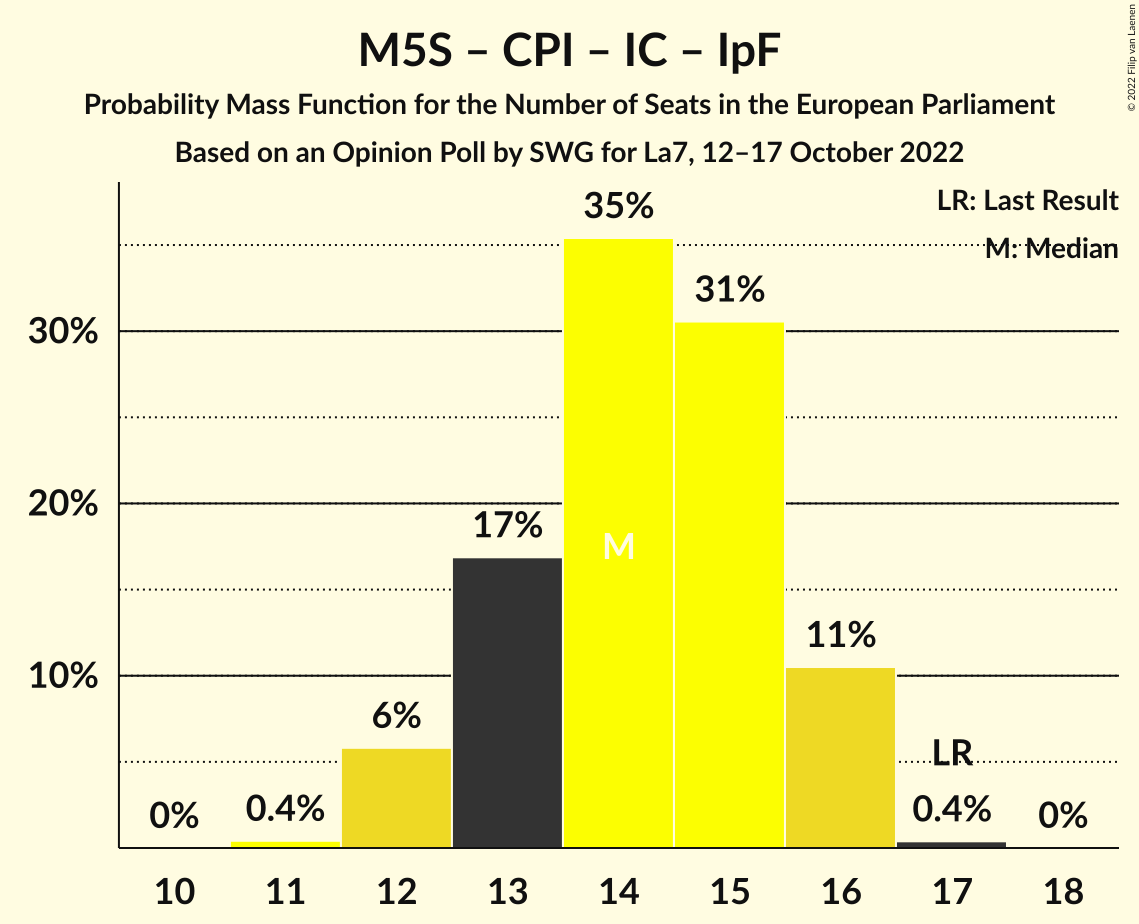 M5S – CPI – IC – IpF
Probability Mass Function for the Number of Seats in the European Parliament
Based on an Opinion Poll by SWG for La7, 12–17 October 2022
© 2022 Filip van Laenen
LR: Last Result
M: Median
35%
31%
30%
20%
17%
M
11%
10%
6%
LR
0%
0.4%
0.4%
0%
10 11 12 13 14 15 16 17 18